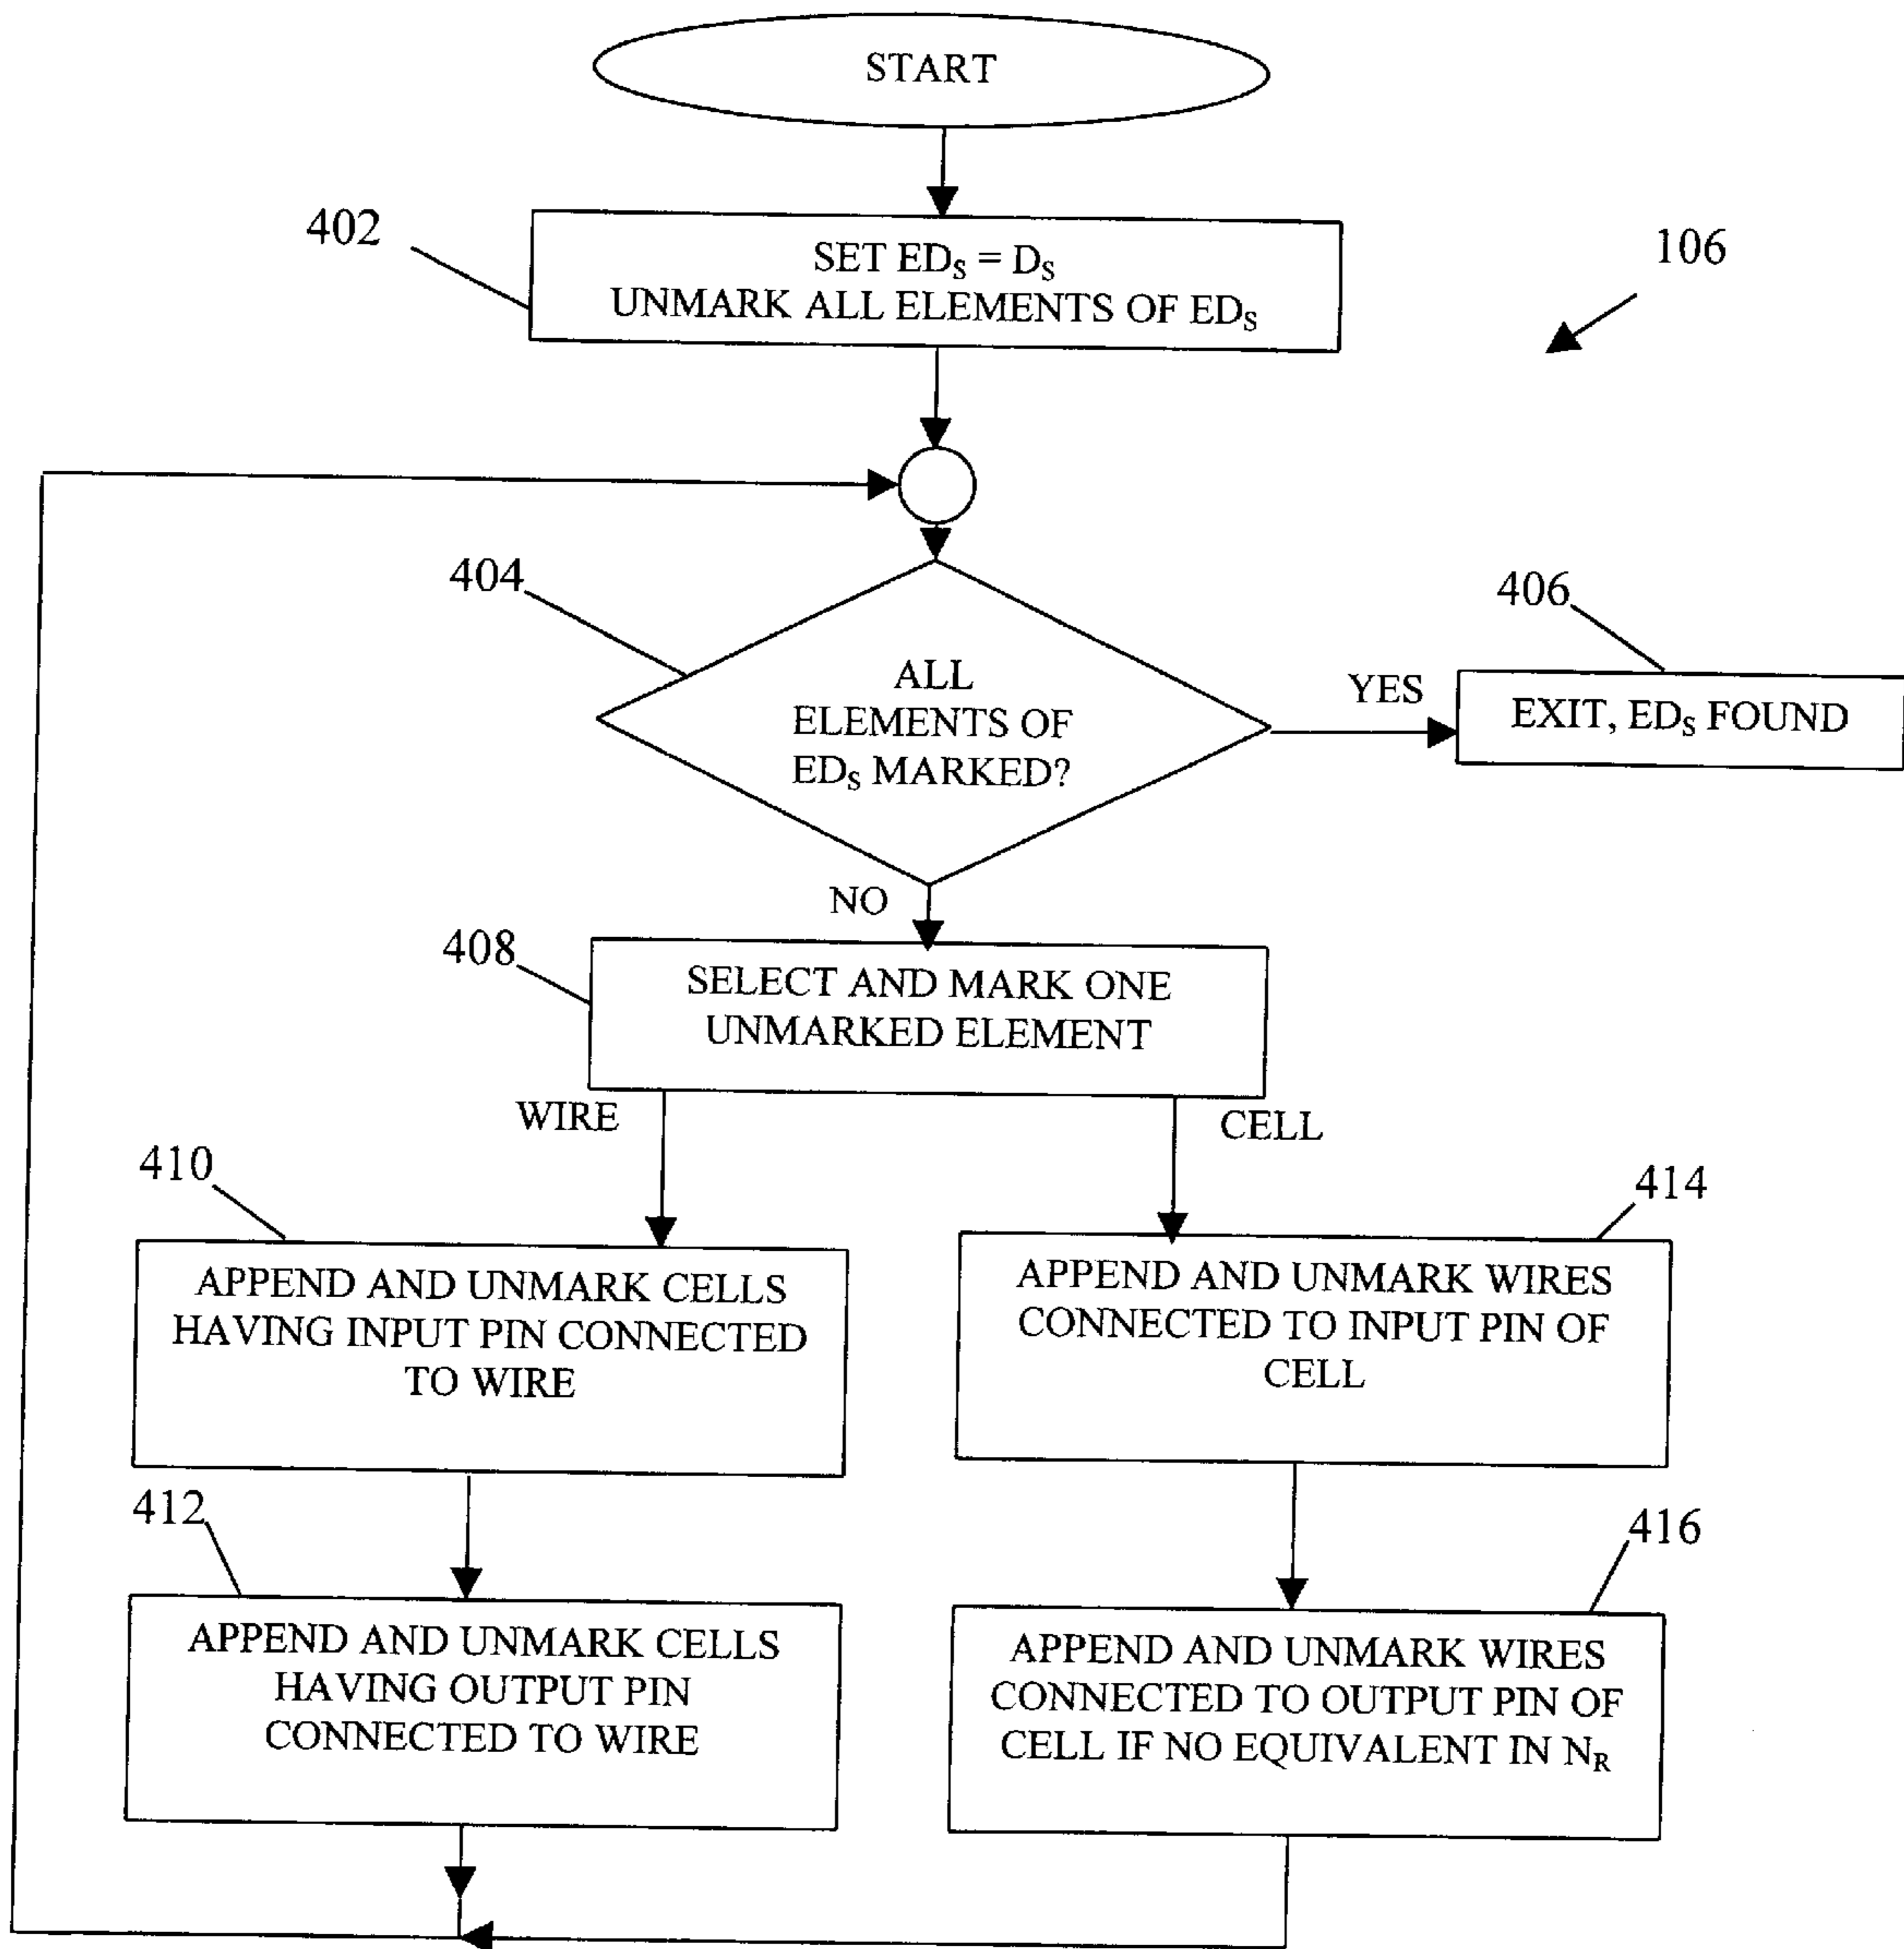 START
402
SET EDS = DS
UNMARK ALL ELEMENTS OF EDS
106
404
ALL
ELEMENTS OF
EDS MARKED?
YES
406
EXIT, EDS FOUND
NO
408
SELECT AND MARK ONE
UNMARKED ELEMENT
WIRE
CELL
410
APPEND AND UNMARK CELLS
HAVING INPUT PIN CONNECTED
TO WIRE
414
APPEND AND UNMARK WIRES
CONNECTED TO INPUT PIN OF
CELL
412
APPEND AND UNMARK CELLS
HAVING OUTPUT PIN
CONNECTED TO WIRE
416
APPEND AND UNMARK WIRES
CONNECTED TO OUTPUT PIN OF
CELL IF NO EQUIVALENT IN NR